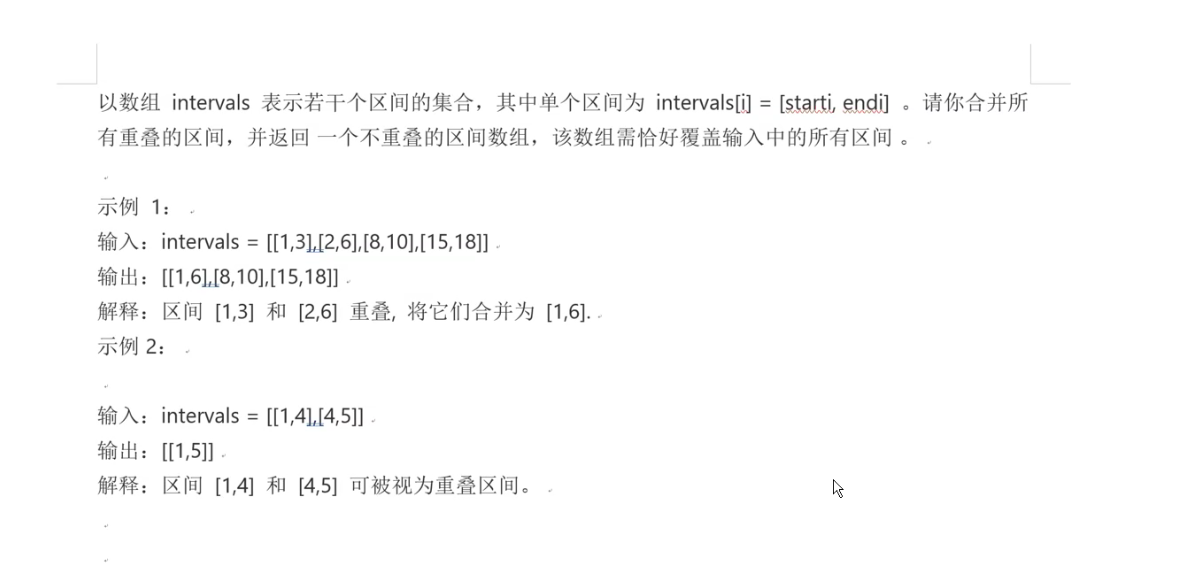 以数组 intervals 表示若干个区间的集合，其中单个区间为 intervals[i] = [starti, endi] 。请你合并所
有重叠的区间，并返回 一个不重叠的区间数组，该数组需恰好覆盖输入中的所有区间 。
示例 1：
输入：intervals = [[1,3],[2,6],[8,10],[15,18]]
输出：[[1,6],[8,10],[15,18]]
解释：区间 [1,3] 和 [2,6] 重叠, 将它们合并为 [1,6].
示例 2：
输入：intervals = [[1,4],[4,5]]
输出：[[1,5]]
解释：区间 [1,4] 和 [4,5] 可被视为重叠区间。